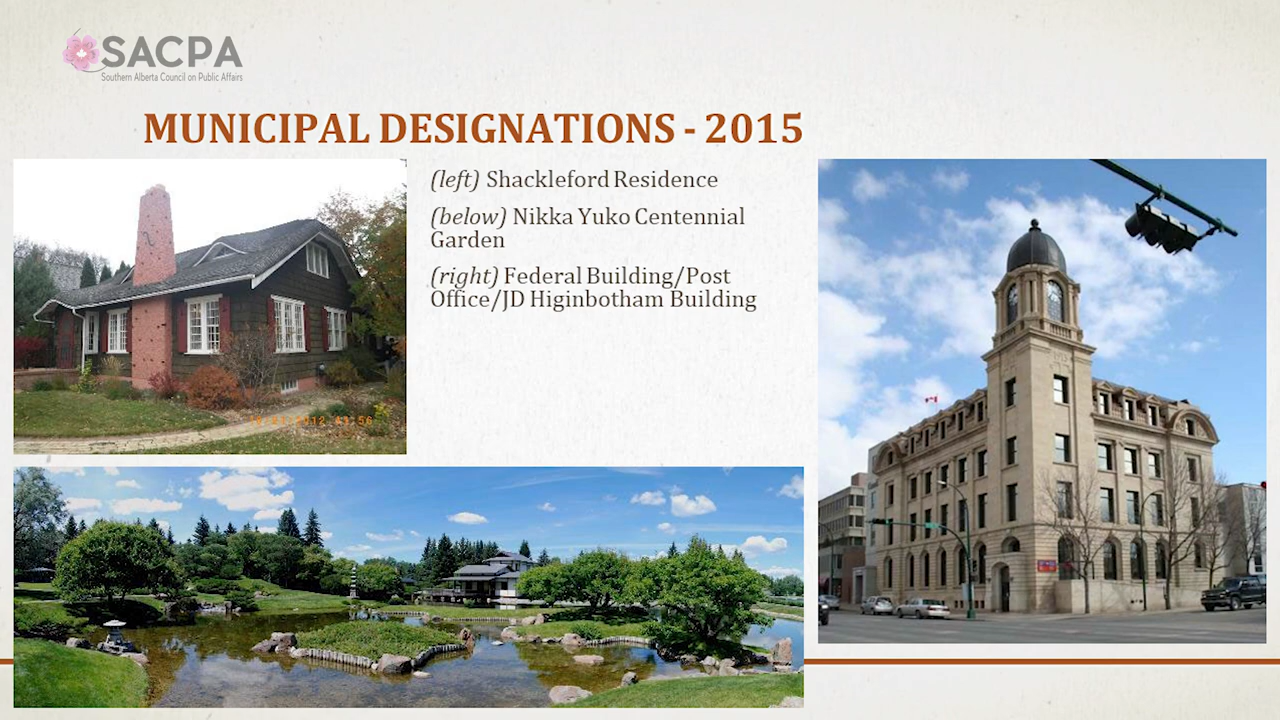 SACPA
Southern Alberta Council on Public Affairs
MUNICIPAL DESIGNATIONS - 2015
(left) Shackleford Residence
(below) Nikka Yuko Centennial
Garden
(right) Federal Building/Post
Office/JD Higinbotham Building